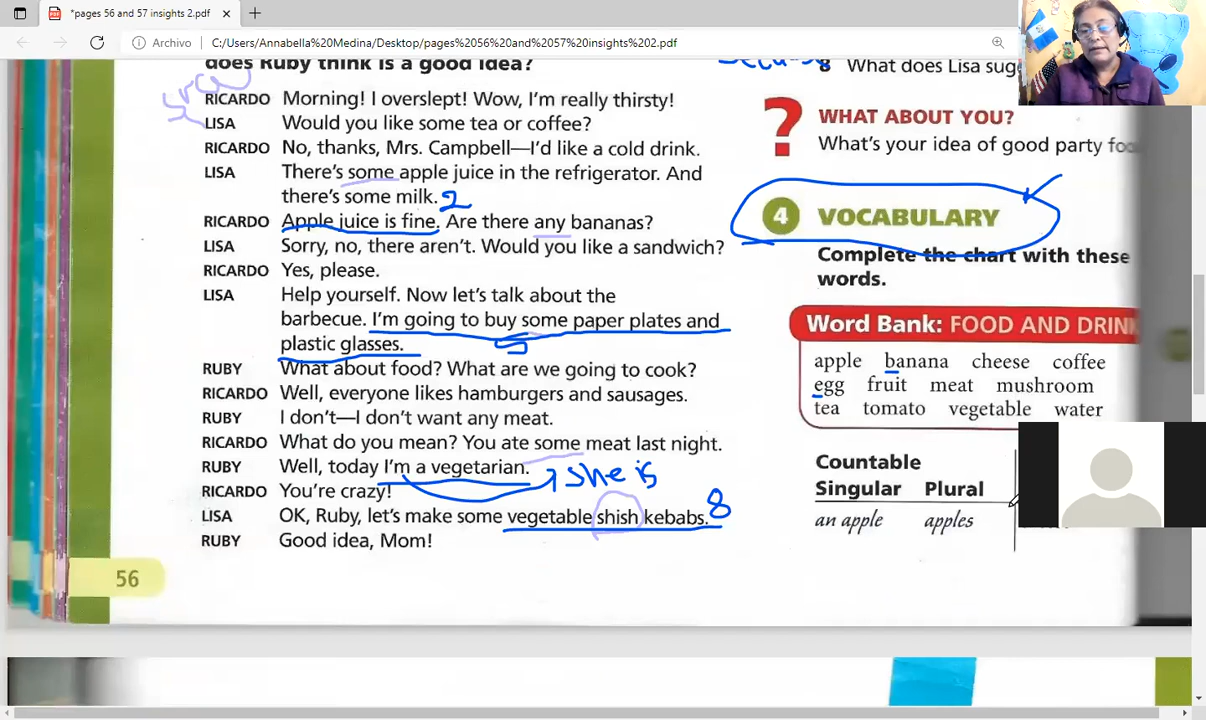 *pages 56 and 57 insights 2.pdf
Archivo
C:/Users/Annabella%20Medina/Desktop/pages%2056%20and%2057%20insights%202.pdf
does Ruby think is a good idea?
RICARDO Morning! I overslept! Wow, I'm really thirsty!
LISA Would you like some tea or coffee?
RICARDO No, thanks, Mrs. Campbell—I'd like a cold drink.
LISA There's some apple juice in the refrigerator. And
there's some milk. 2
RICARDO Apple juice is fine. Are there any bananas?
LISA Sorry, no, there aren't. Would you like a sandwich?
RICARDO Yes, please.
LISA Help yourself. Now let's talk about the
barbecue. I'm going to buy some paper plates and
plastic glasses. 5
RUBY What about food? What are we going to cook?
RICARDO Well, everyone likes hamburgers and sausages.
RUBY I don't—I don't want any meat.
RICARDO What do you mean? You ate some meat last night.
RUBY Well, today I'm a vegetarian. she is
RICARDO You're crazy!
LISA OK, Ruby, let's make some vegetable shish kebabs. 8
RUBY Good idea, Mom!
56
8 What does Lisa sug
?
WHAT ABOUT YOU?
What's your idea of good party foo
4 VOCABULARY
Complete the chart with these
words.
Word Bank: FOOD AND DRIN
apple banana cheese coffee
egg fruit meat mushroom
tea tomato vegetable water
Countable
Singular Plural
an apple apples